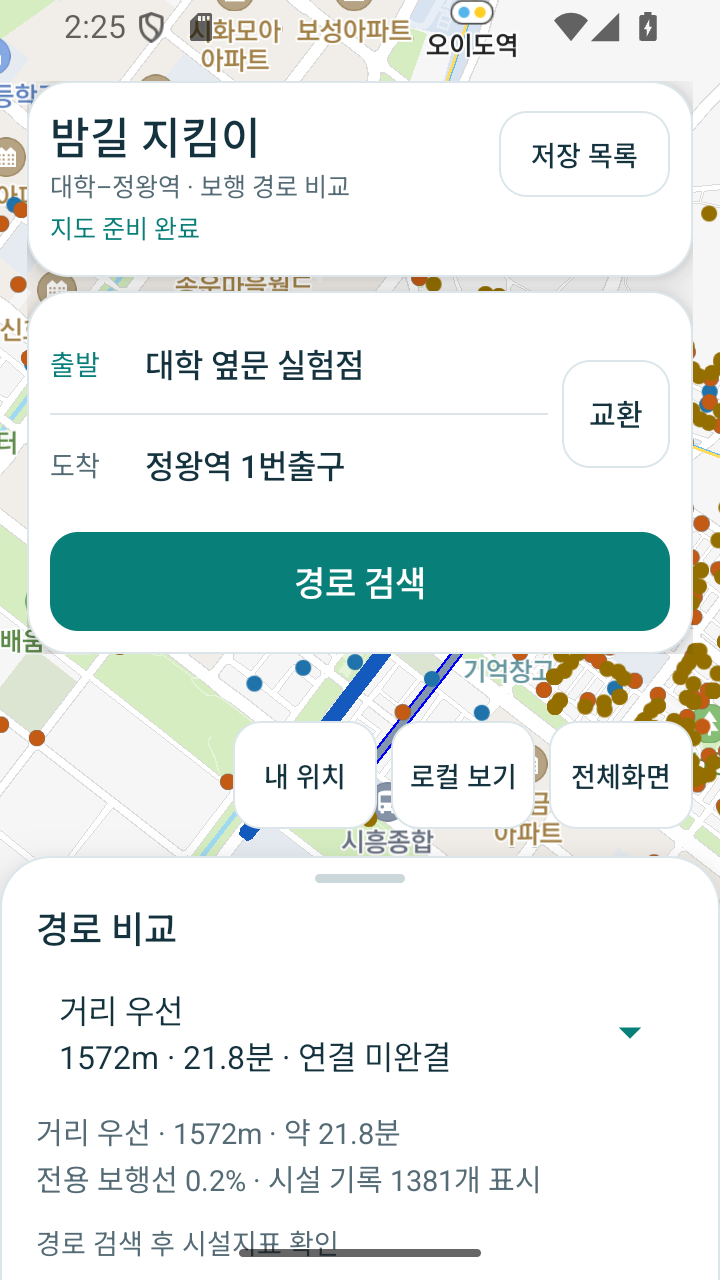 2:25
시화모아
아파트
보성아파트
오이도역
밤길 지킴이
저장 목록
대학–정왕역 · 보행 경로 비교
지도 준비 완료
출발
대학 옆문 실험점
교환
도착
정왕역 1번출구
경로 검색
배움
기억창고
내 위치
로컬 보기
전체화면
시흥종합
아파트
경로 비교
거리 우선
1572m · 21.8분 · 연결 미완결
거리 우선 · 1572m · 약 21.8분
전용 보행선 0.2% · 시설 기록 1381개 표시
경로 검색 후 시설지표 확인